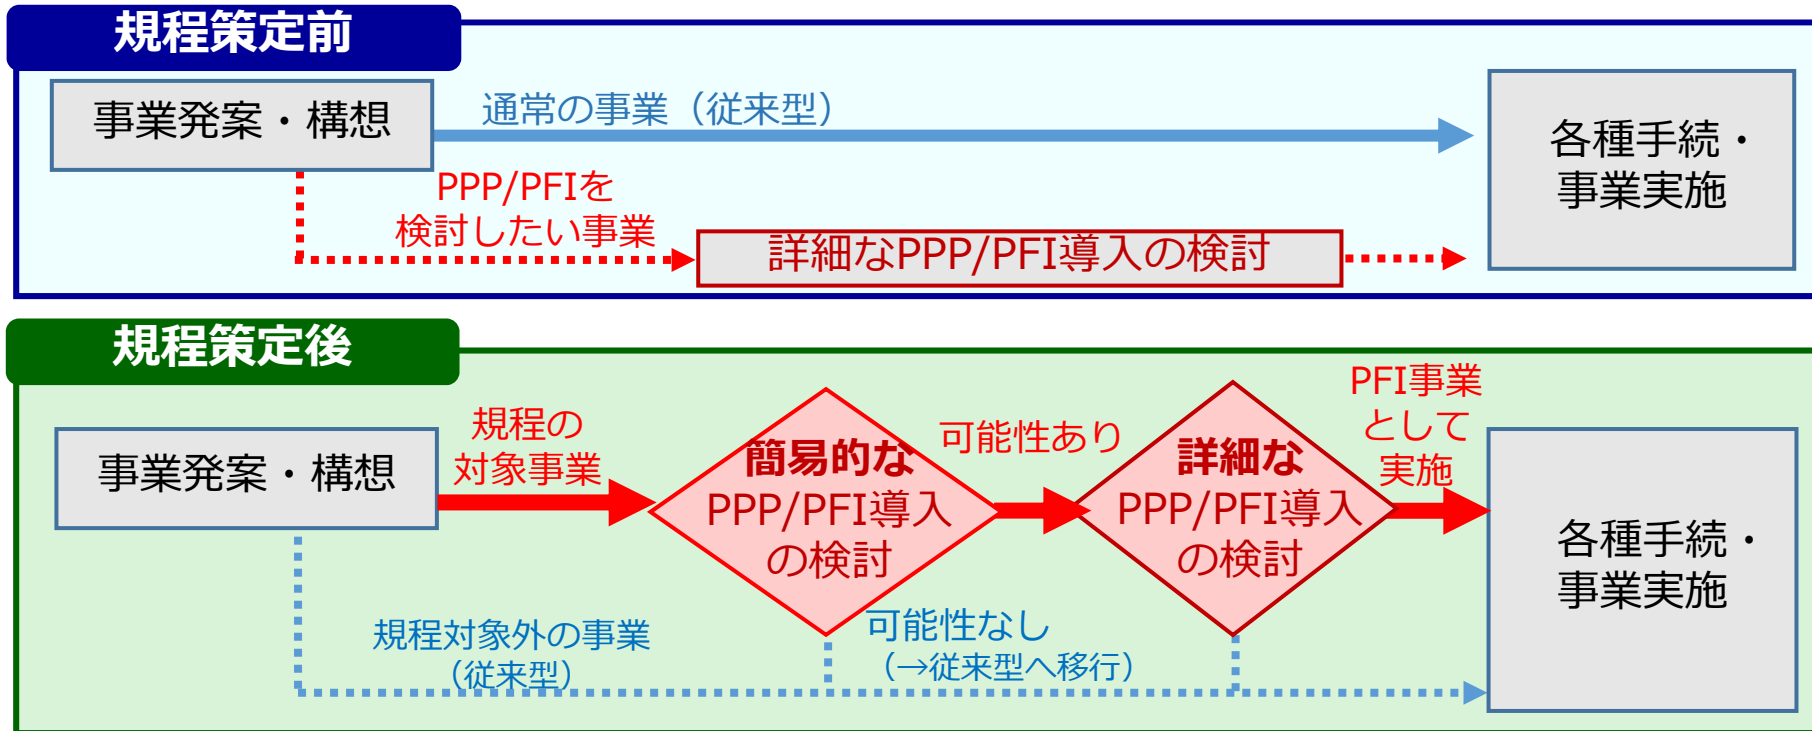 規程策定前
事業発案・構想
通常の事業（従来型）
PPP/PFIを
検討したい事業
詳細なPPP/PFI導入の検討
各種手続・
事業実施
規程策定後
事業発案・構想
規程の
対象事業
簡易的な
PPP/PFI導入
の検討
可能性あり
詳細な
PPP/PFI導入
の検討
PFI事業
として
実施
各種手続・
事業実施
規程対象外の事業
（従来型）
可能性なし
（→従来型へ移行）